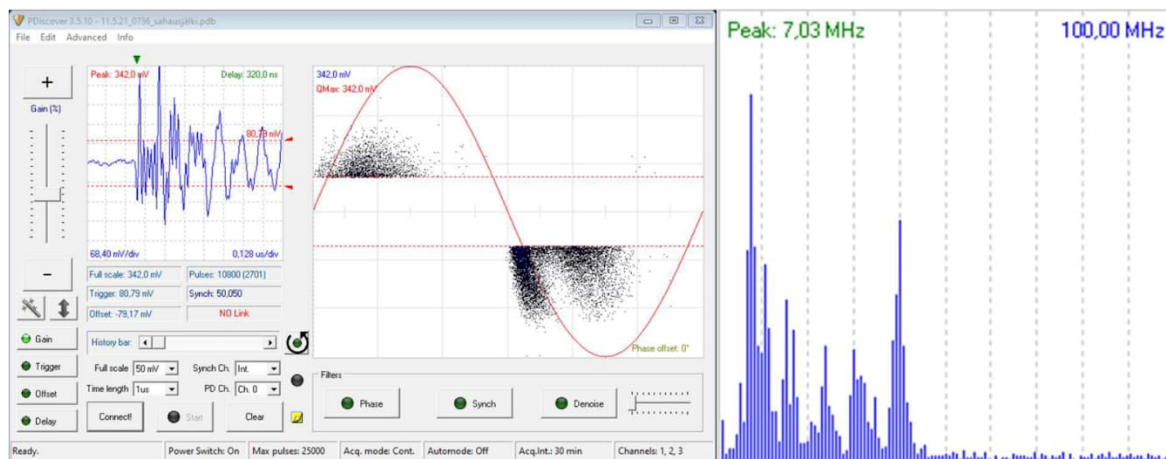 PDiscover 3.5.10 - 11.5.21_0736_sahausjälki.pdb
File Edit Advanced Info
+
Gain (%)
−
Peak: 342,0 mV
Delay: 320,0 ns
80,79 mV
68,40 mV/div
0,128 us/div
Full scale: 342,0 mV
Pulses: 10800 (2701)
Trigger: 80,79 mV
Synch: 50,050
Offset: -79,17 mV
NO Link
Gain
Trigger
Offset
Delay
History bar:
Full scale 50 mV
Synch Ch. Int.
Time length 1us
PD Ch. Ch. 0
Connect!
Start
Clear
342,0 mV
QMax: 342,0 mV
Phase offset: 0°
Filters
Phase
Synch
Denoise
Ready.
Power Switch: On
Max pulses: 25000
Acq. mode: Cont.
Automode: Off
Acq.Int.: 30 min
Channels: 1, 2, 3
Peak: 7,03 MHz
100,00 MHz